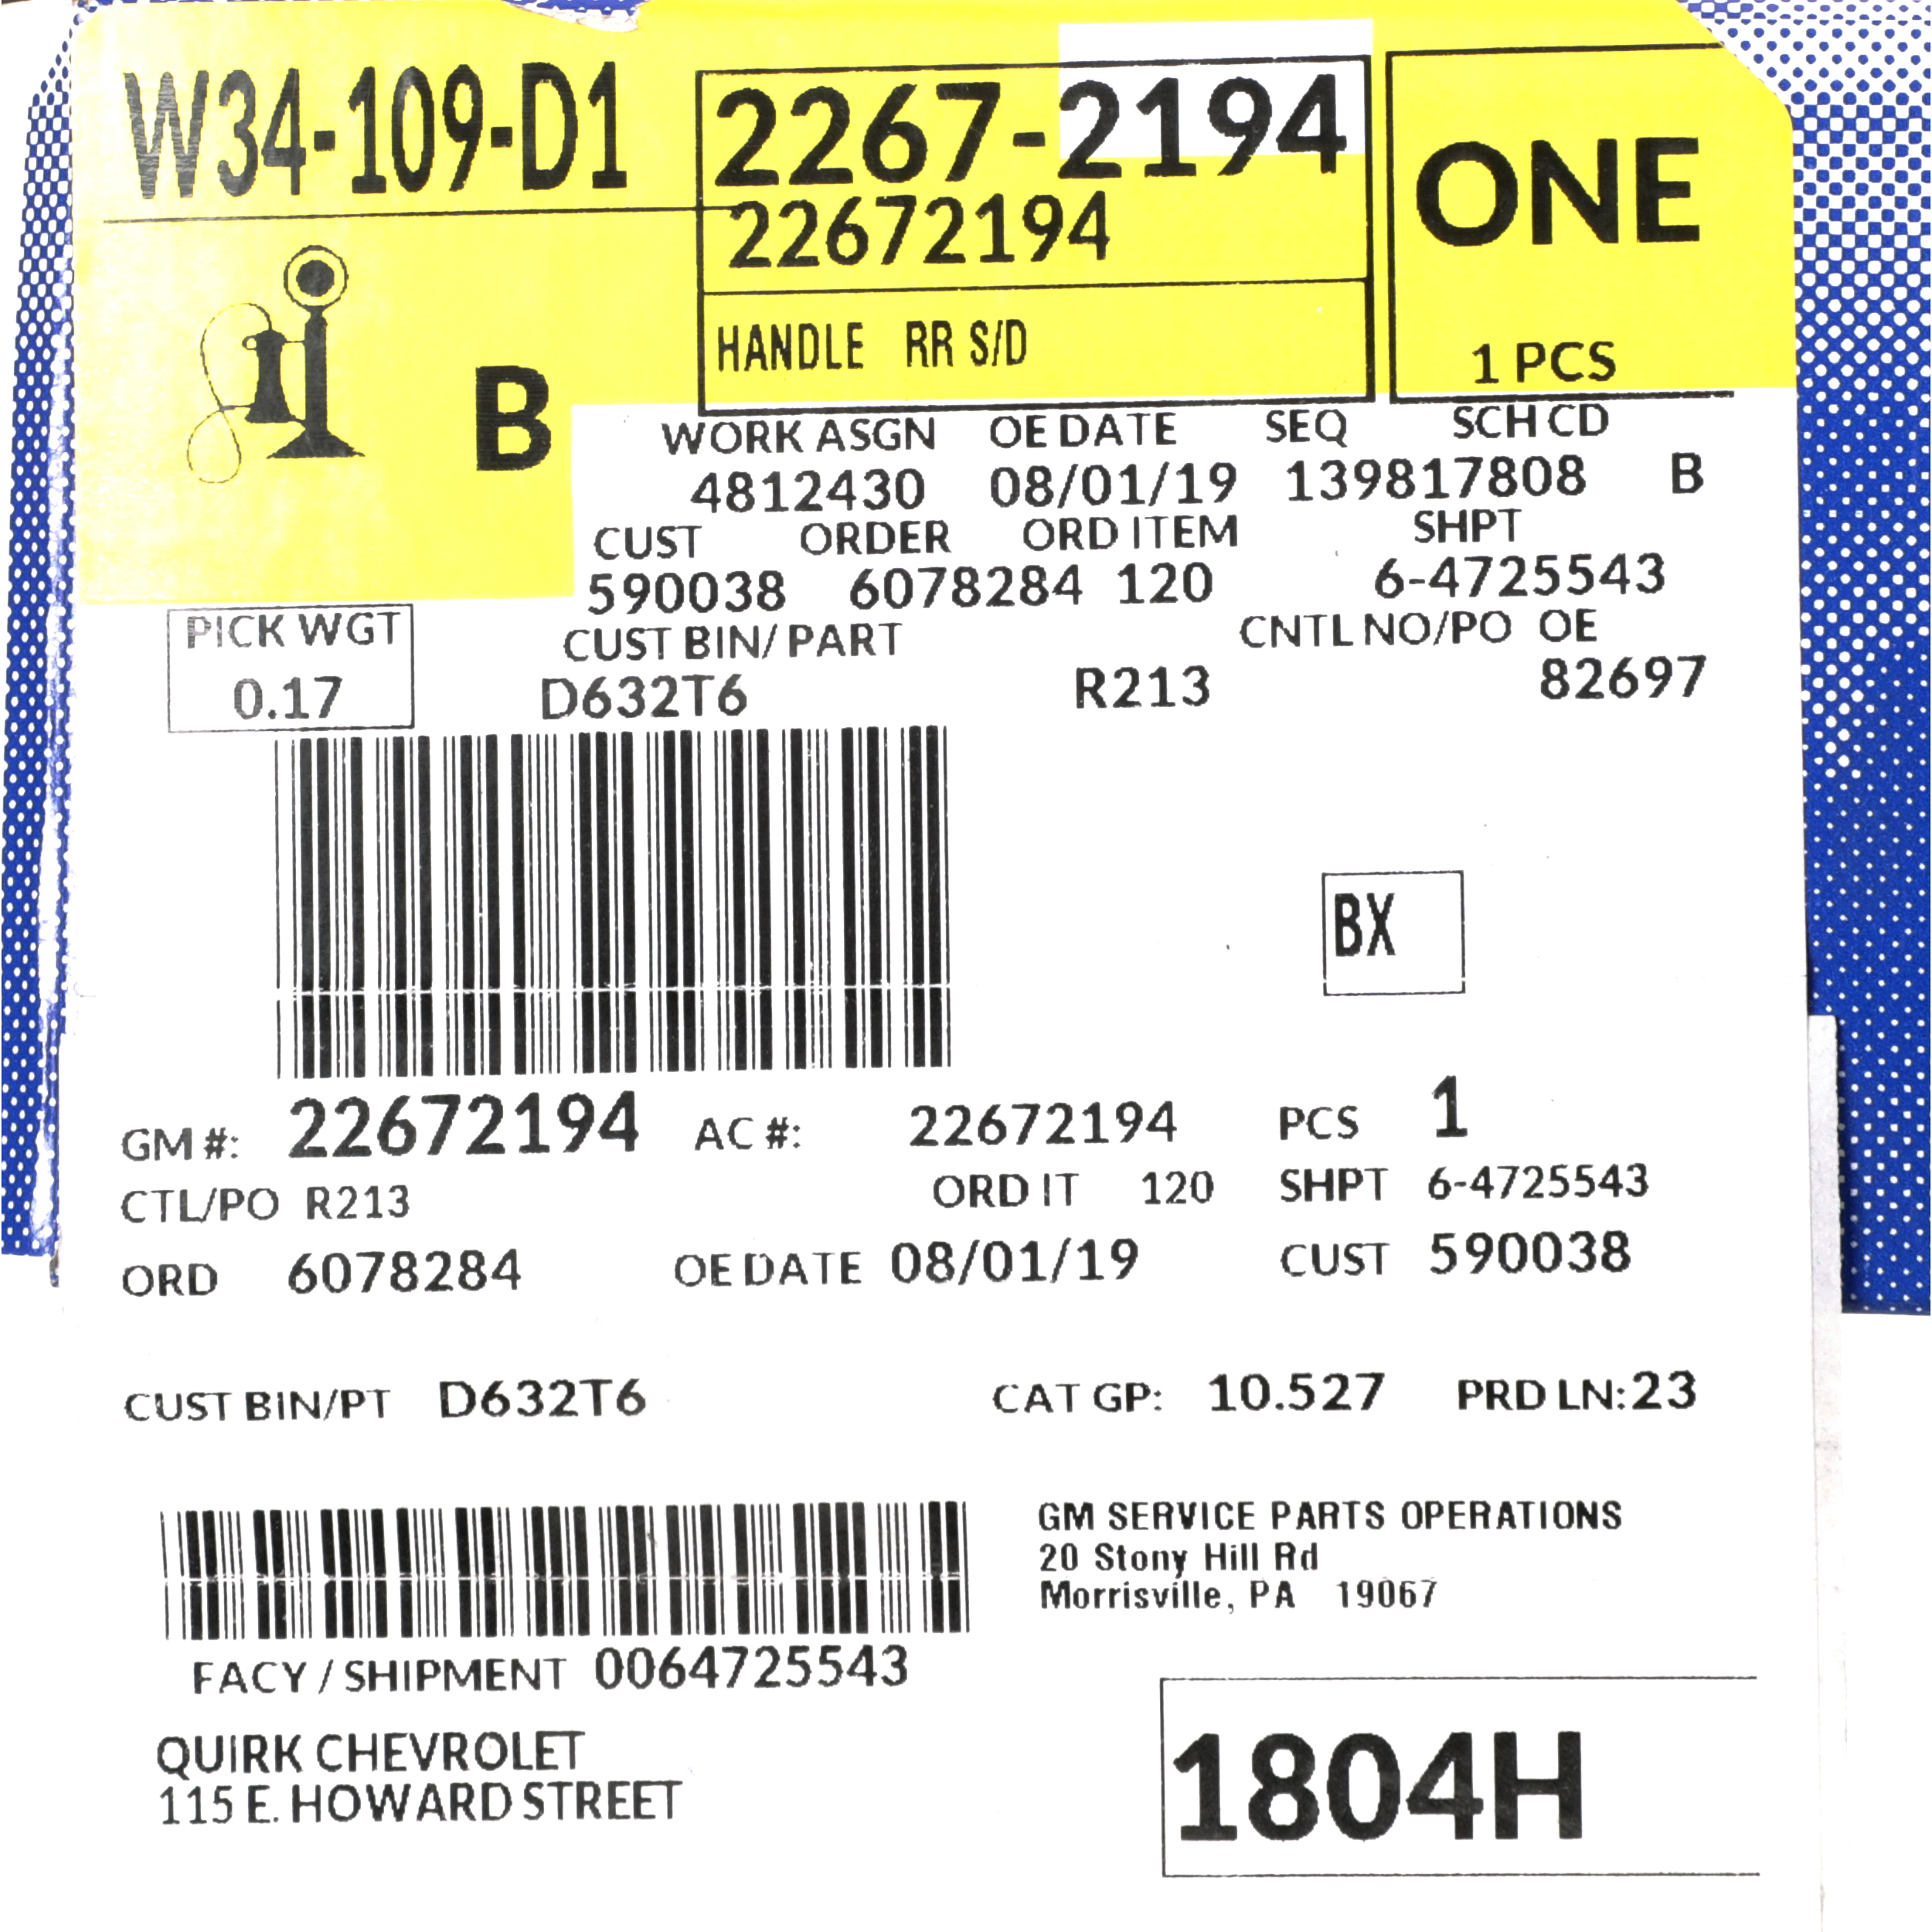 W34-109-D1
2267-2194
22672194
HANDLE RR S/D
ONE
1 PCS
B
WORK ASGN OE DATE SEQ SCH CD
4812430 08/01/19 139817808 B
CUST ORDER ORD ITEM SHPT
590038 6078284 120 6-4725543
PICK WGT CUST BIN/ PART CNTL NO/PO OE
0.17 D632T6 R213 82697
BX
GM #: 22672194 AC #: 22672194 PCS 1
CTL/PO R213 ORD IT 120 SHPT 6-4725543
ORD 6078284 OE DATE 08/01/19 CUST 590038
CUST BIN/PT D632T6 CAT GP: 10.527 PRD LN:23
GM SERVICE PARTS OPERATIONS
20 Stony Hill Rd
Morrisville, PA 19067
FACY / SHIPMENT 0064725543
QUIRK CHEVROLET
115 E. HOWARD STREET
1804H